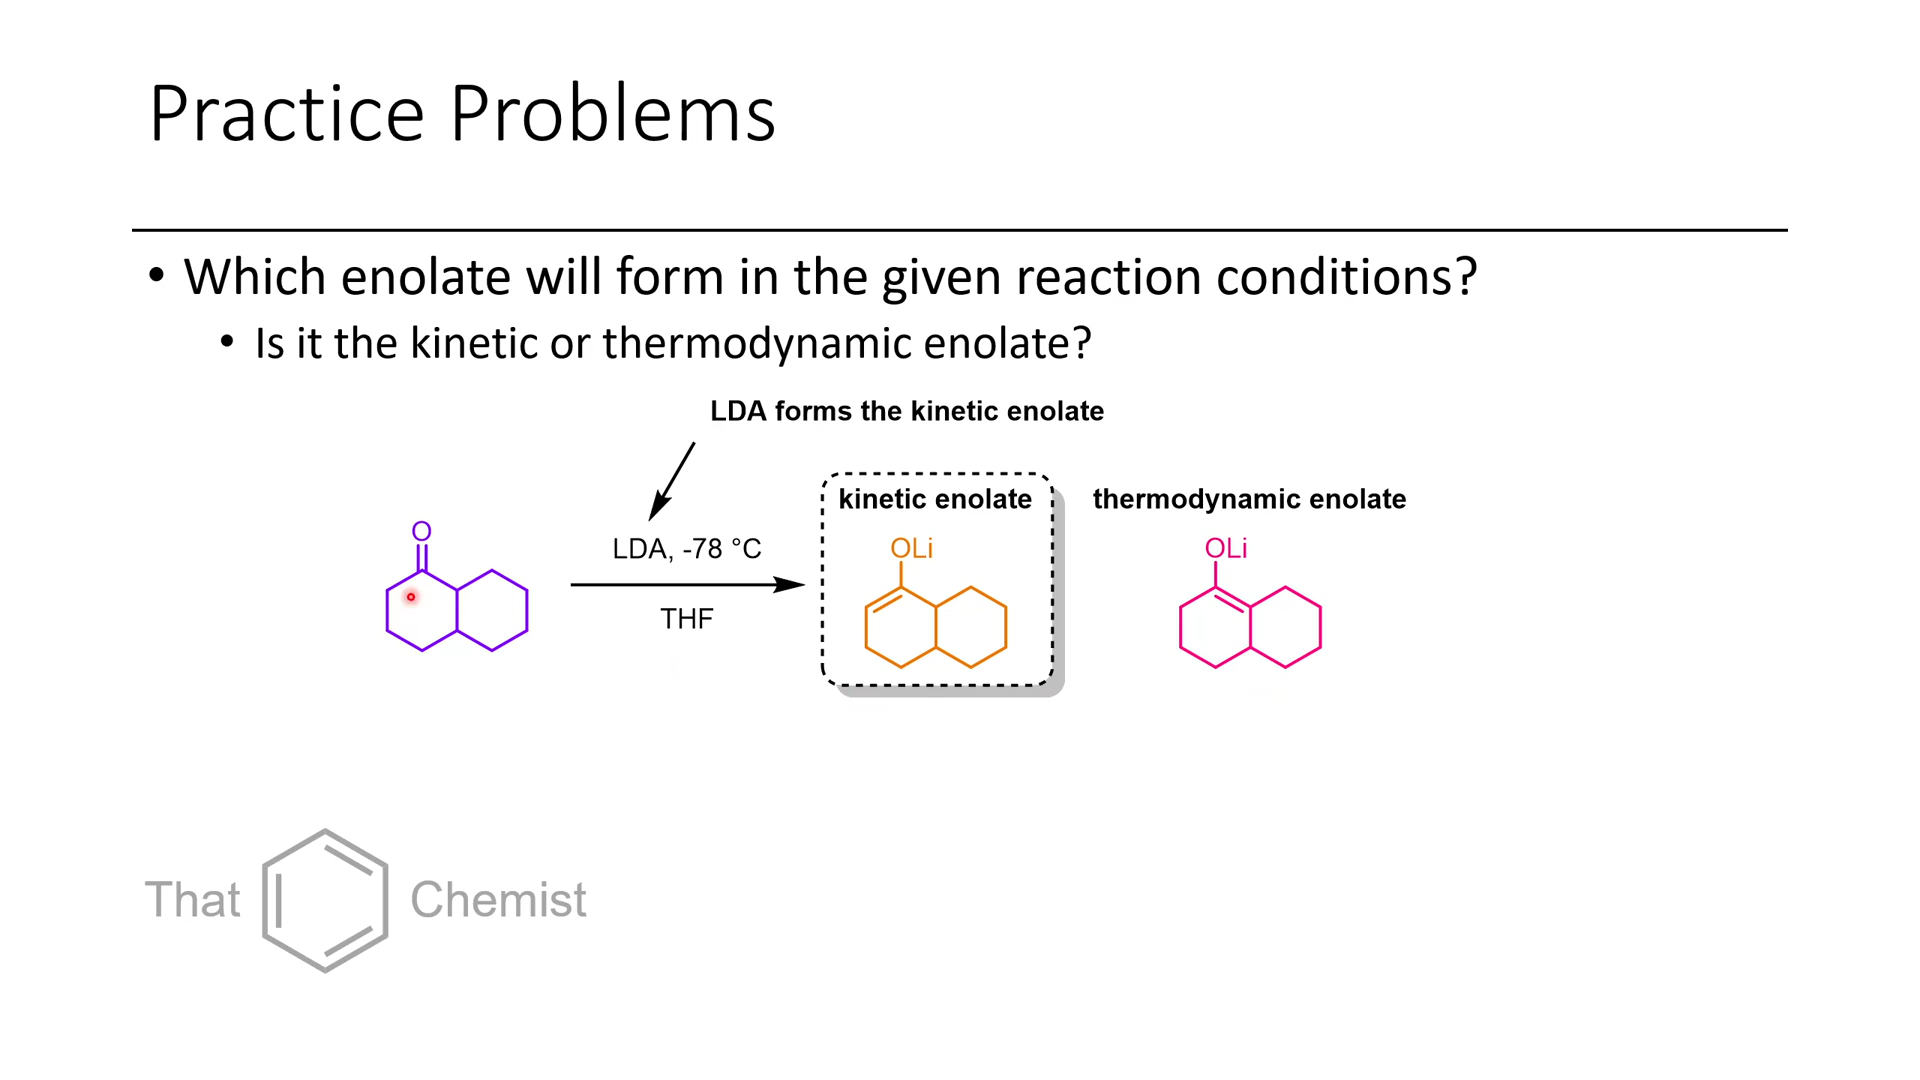 Practice Problems
• Which enolate will form in the given reaction conditions?
• Is it the kinetic or thermodynamic enolate?
LDA forms the kinetic enolate
kinetic enolate
thermodynamic enolate
O
LDA, -78 °C
THF
OLi
OLi
That Chemist